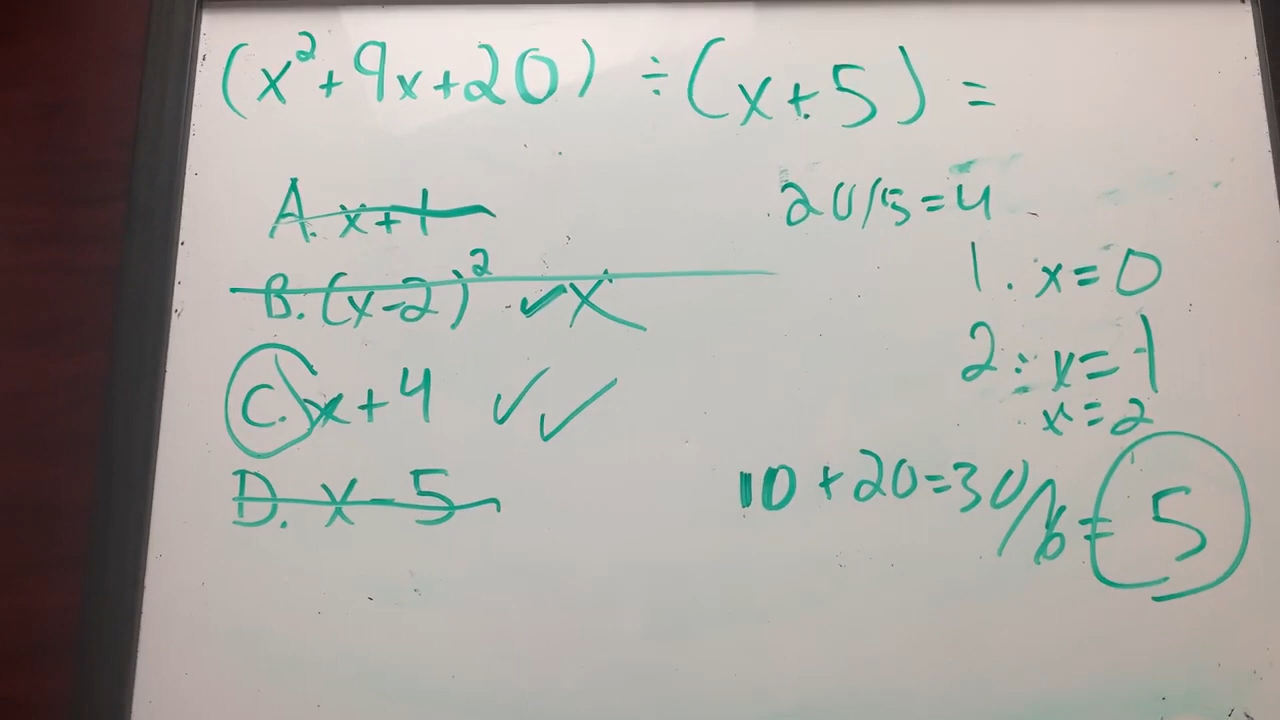 (x²+9x+20) ÷ (x+5) =
A. x+1
B. (x-2)² ✓X
C. x+4 ✓✓
D. x-5
20/5=4
1. x=0
2. x=1
x=2
10+20=30/6=5